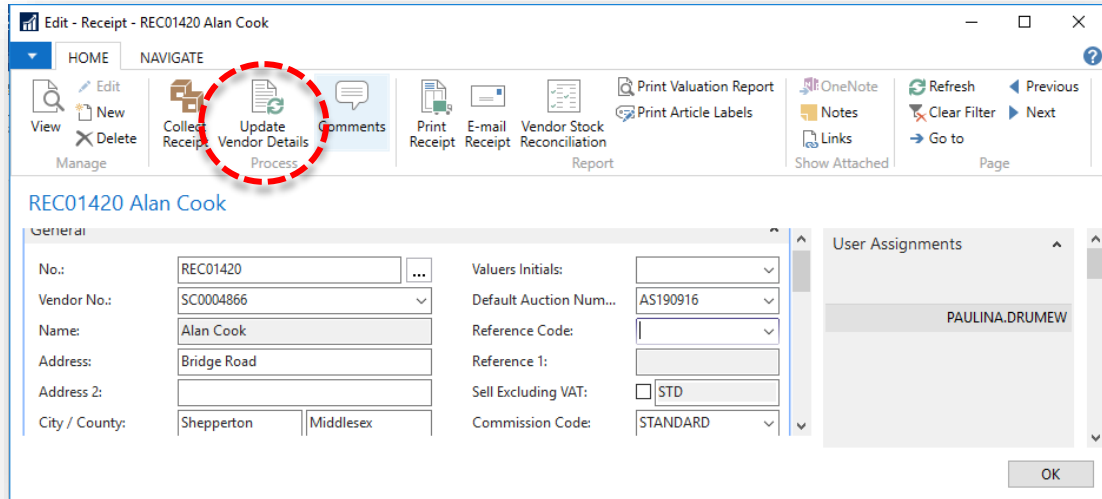 Edit - Receipt - REC01420 Alan Cook
HOME NAVIGATE
View
Edit
New
Delete
Manage
Collect Receipt
Update Vendor Details
Comments
Process
Print Receipt
E-mail Receipt
Vendor Stock Reconciliation
Print Valuation Report
Print Article Labels
Report
OneNote
Notes
Links
Show Attached
Refresh
Clear Filter
Go to
Previous
Next
Page
REC01420 Alan Cook
General
No.: REC01420 ...
Vendor No.: SC0004866
Name: Alan Cook
Address: Bridge Road
Address 2:
City / County: Shepperton Middlesex
Valuers Initials:
Default Auction Num... AS190916
Reference Code:
Reference 1:
Sell Excluding VAT: STD
Commission Code: STANDARD
User Assignments
PAULINA.DRUMEW
OK